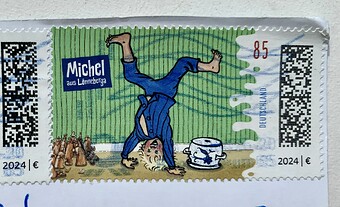 Michel
aus Lönneberga
85
DEUTSCHLAND
2024 | €
2024 | €